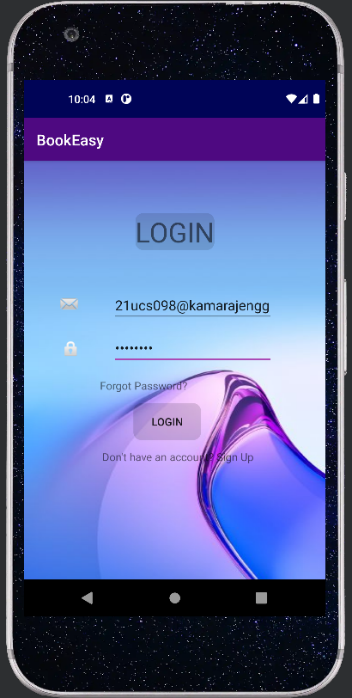 10:04
BookEasy
LOGIN
21ucs098@kamarajengg
••••••••
Forgot Password?
LOGIN
Don't have an account? Sign Up